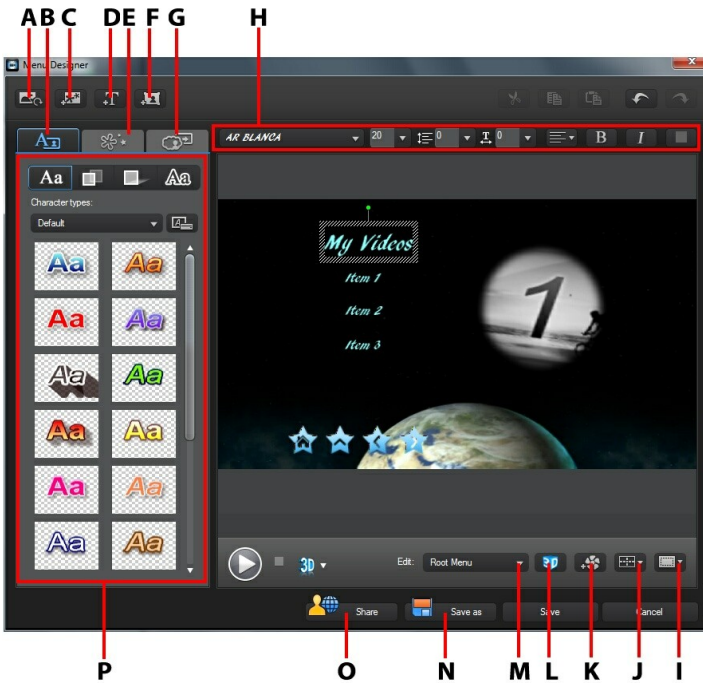 A B C D E F G H
Menu Designer
AR BLANCA 20 0 0 B I
Aa Aa
Character types:
Default
Aa Aa
Aa Aa
Aa Aa
Aa Aa
Aa Aa
Aa Aa
My Videos
Item 1
Item 2
Item 3
1
3D Edit: Root Menu 3D
Share Save as Save Cancel
P O N M L K J I